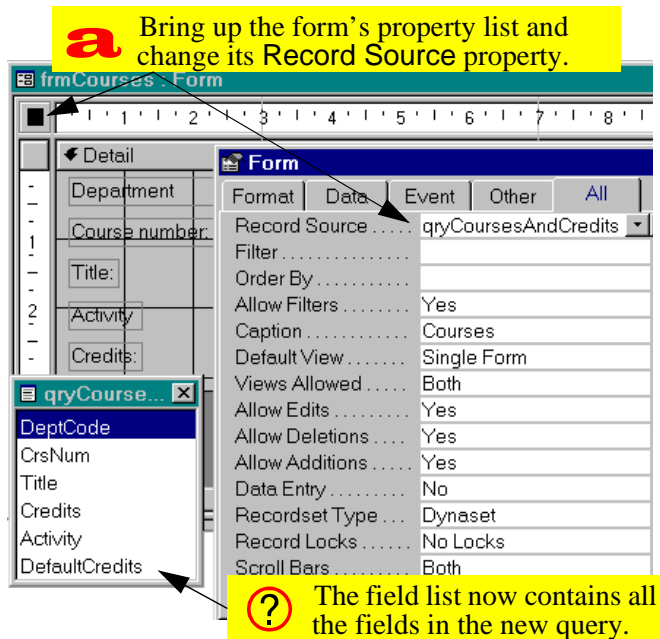 a Bring up the form's property list and
change its Record Source property.
frmCourses : Form
1 2 3 4 5 6 7 8
Detail
Department
Course number:
Title:
Activity
Credits:
1
2
Form
Format Data Event Other All
Record Source ..... qryCoursesAndCredits
Filter ...............
Order By ...........
Allow Filters ........ Yes
Caption ............ Courses
Default View ....... Single Form
Views Allowed ..... Both
Allow Edits ......... Yes
Allow Deletions .... Yes
Allow Additions ..... Yes
Data Entry ......... No
Recordset Type ... Dynaset
Record Locks ...... No Locks
Scroll Bars ........ Both
qryCourse...
DeptCode
CrsNum
Title
Credits
Activity
DefaultCredits
? The field list now contains all
the fields in the new query.